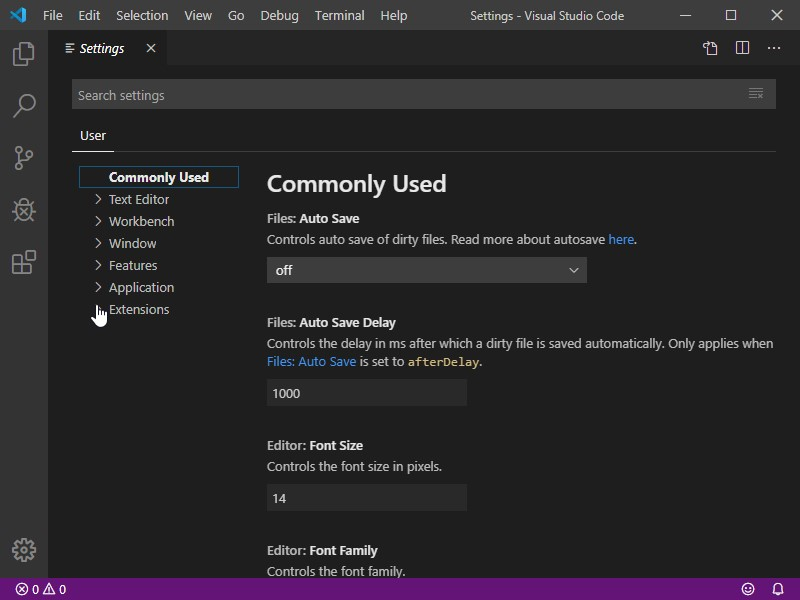 File Edit Selection View Go Debug Terminal Help Settings - Visual Studio Code
Settings
Search settings
User
Commonly Used
Text Editor
Workbench
Window
Features
Application
Extensions
Commonly Used
Files: Auto Save
Controls auto save of dirty files. Read more about autosave here.
off
Files: Auto Save Delay
Controls the delay in ms after which a dirty file is saved automatically. Only applies when
Files: Auto Save is set to afterDelay.
1000
Editor: Font Size
Controls the font size in pixels.
14
Editor: Font Family
Controls the font family.
0 0